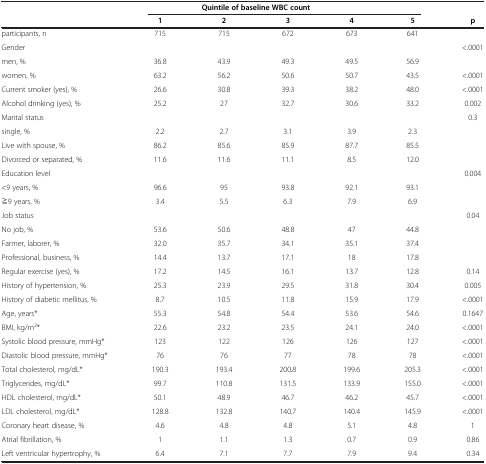 Quintile of baseline WBC count
1 2 3 4 5 p
participants, n 715 715 672 673 641
Gender <.0001
men, % 36.8 43.9 49.3 49.5 56.9
women, % 63.2 56.2 50.6 50.7 43.5 <.0001
Current smoker (yes), % 26.6 30.8 39.3 38.2 48.0 <.0001
Alcohol drinking (yes), % 25.2 27 32.7 30.6 33.2 0.002
Marital status 0.3
single, % 2.2 2.7 3.1 3.9 2.3
Live with spouse, % 86.2 85.6 85.9 87.7 85.5
Divorced or separated, % 11.6 11.6 11.1 8.5 12.0
Education level 0.004
<9 years, % 96.6 95 93.8 92.1 93.1
≧9 years, % 3.4 5.5 6.3 7.9 6.9
Job status 0.04
No job, % 53.6 50.6 48.8 47 44.8
Farmer, laborer, % 32.0 35.7 34.1 35.1 37.4
Professional, business, % 14.4 13.7 17.1 18 17.8
Regular exercise (yes), % 17.2 14.5 16.1 13.7 12.8 0.14
History of hypertension, % 25.3 23.9 29.5 31.8 30.4 0.005
History of diabetic mellitus, % 8.7 10.5 11.8 15.9 17.9 <.0001
Age, years* 55.3 54.8 54.4 53.6 54.6 0.1647
BMI, kg/m²* 22.6 23.2 23.5 24.1 24.0 <.0001
Systolic blood pressure, mmHg* 123 122 126 126 127 <.0001
Diastolic blood pressure, mmHg* 76 76 77 78 78 <.0001
Total cholesterol, mg/dL* 190.3 193.4 200.8 199.6 205.3 <.0001
Triglycerides, mg/dL* 99.7 110.8 131.5 133.9 155.0 <.0001
HDL cholesterol, mg/dL* 50.1 48.9 46.7 46.2 45.7 <.0001
LDL cholesterol, mg/dL* 128.8 132.8 140.7 140.4 145.9 <.0001
Coronary heart disease, % 4.6 4.8 4.8 5.1 4.8 1
Atrial fibrillation, % 1 1.1 1.3 0.7 0.9 0.86
Left ventricular hypertrophy, % 6.4 7.1 7.7 7.9 9.4 0.34